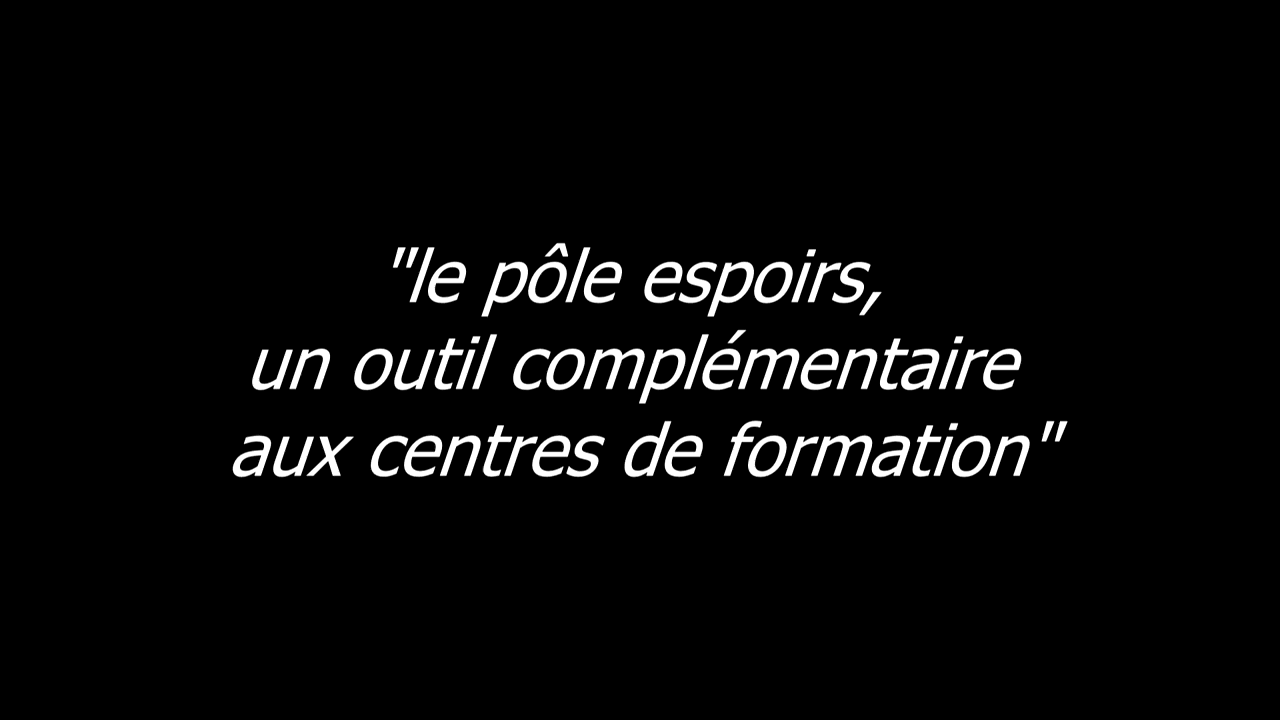 "le pôle espoirs,
un outil complémentaire
aux centres de formation"